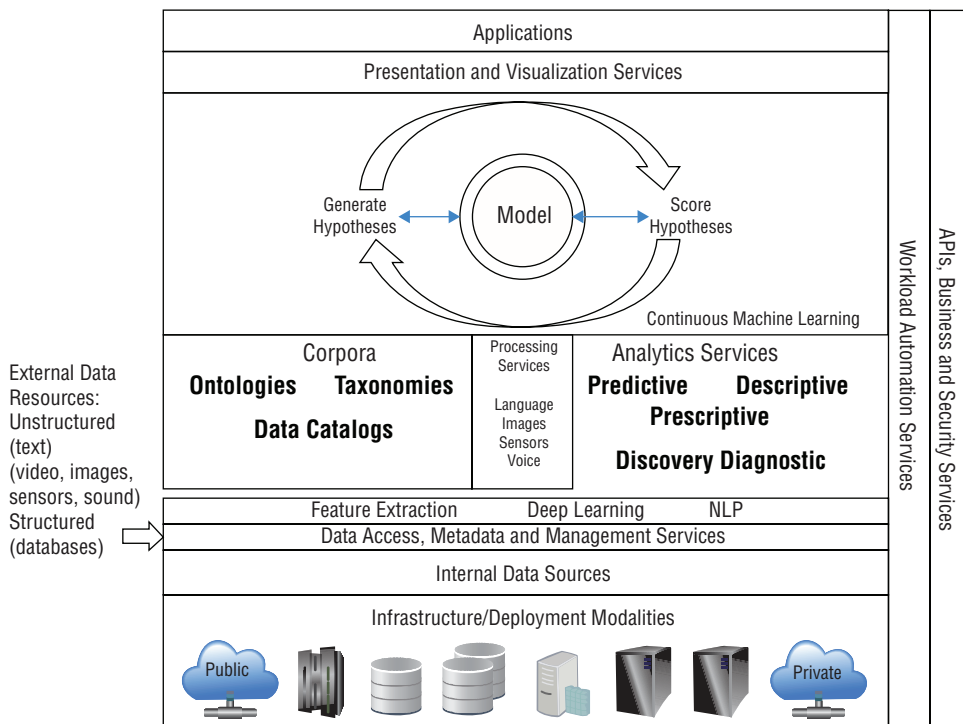 Applications
Presentation and Visualization Services
Generate
Hypotheses
Model
Score
Hypotheses
Continuous Machine Learning
Corpora
Ontologies Taxonomies
Data Catalogs
Processing
Services
Language
Images
Sensors
Voice
Analytics Services
Predictive Descriptive
Prescriptive
Discovery Diagnostic
External Data
Resources:
Unstructured
(text)
(video, images,
sensors, sound)
Structured
(databases)
Feature Extraction Deep Learning NLP
Data Access, Metadata and Management Services
Internal Data Sources
Infrastructure/Deployment Modalities
Public
Private
Workload Automation Services
APIs, Business and Security Services